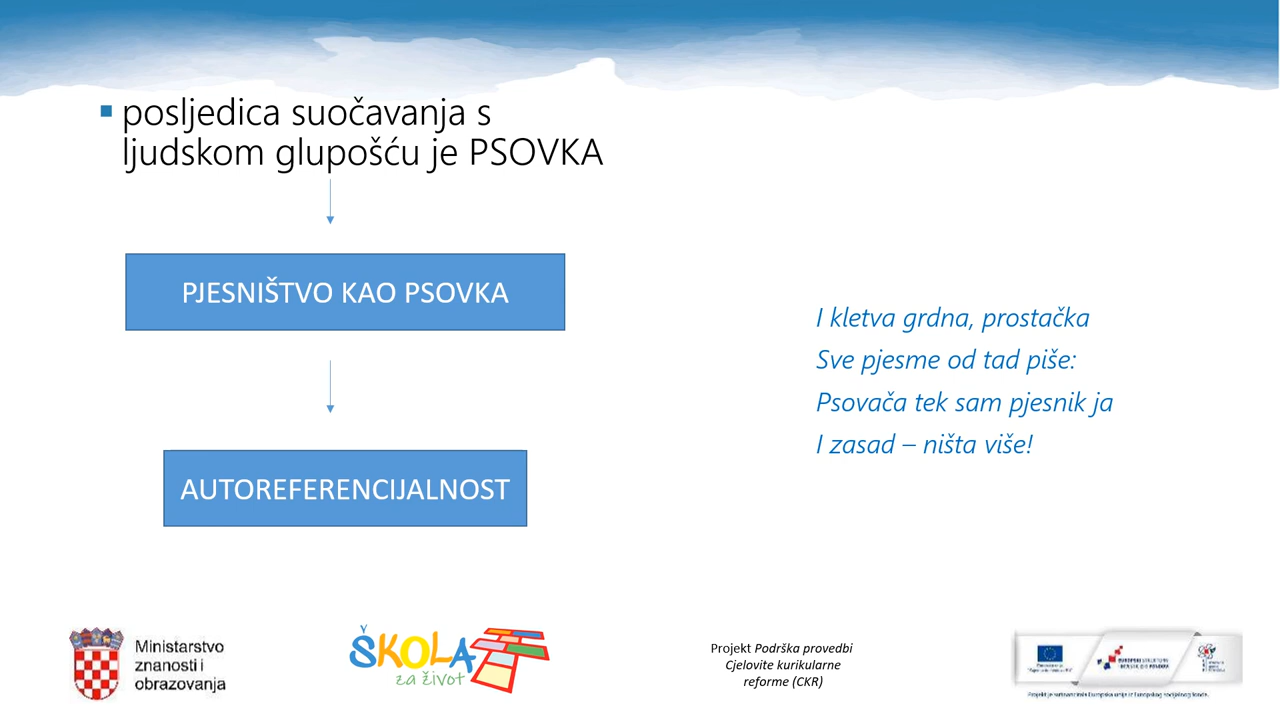 posljedica suočavanja s
ljudskom glupošću je PSOVKA
PJESNIŠTVO KAO PSOVKA
AUTOREFERENCIJALNOST
I kletva grdna, prostačka
Sve pjesme od tad piše:
Psovača tek sam pjesnik ja
I zasad – ništa više!
Ministarstvo
znanosti i
obrazovanja
ŠKOLA
za život
Projekt Podrška provedbi
Cjelovite kurikularne
reforme (CKR)